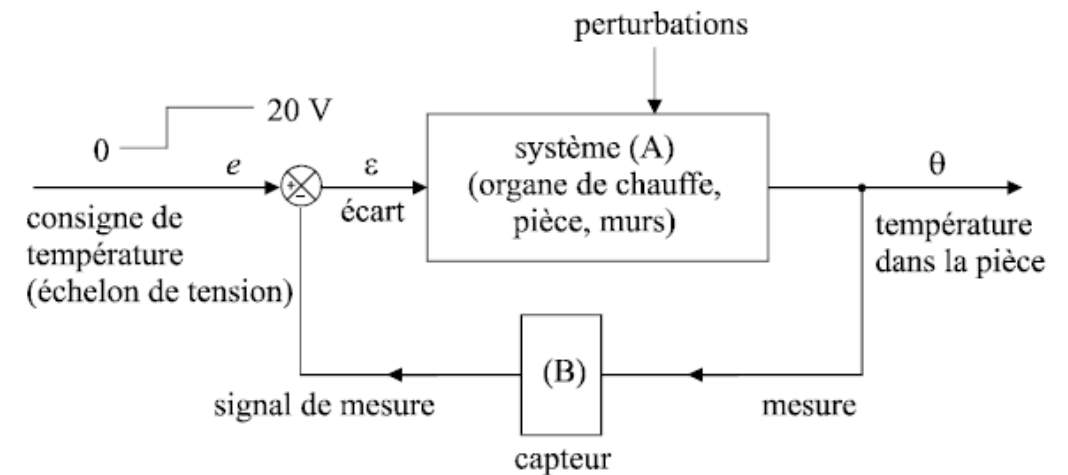 perturbations
0
20 V
e
+
−
ε
écart
système (A)
(organe de chauffe,
pièce, murs)
θ
consigne de
température
(échelon de tension)
température
dans la pièce
(B)
signal de mesure
mesure
capteur